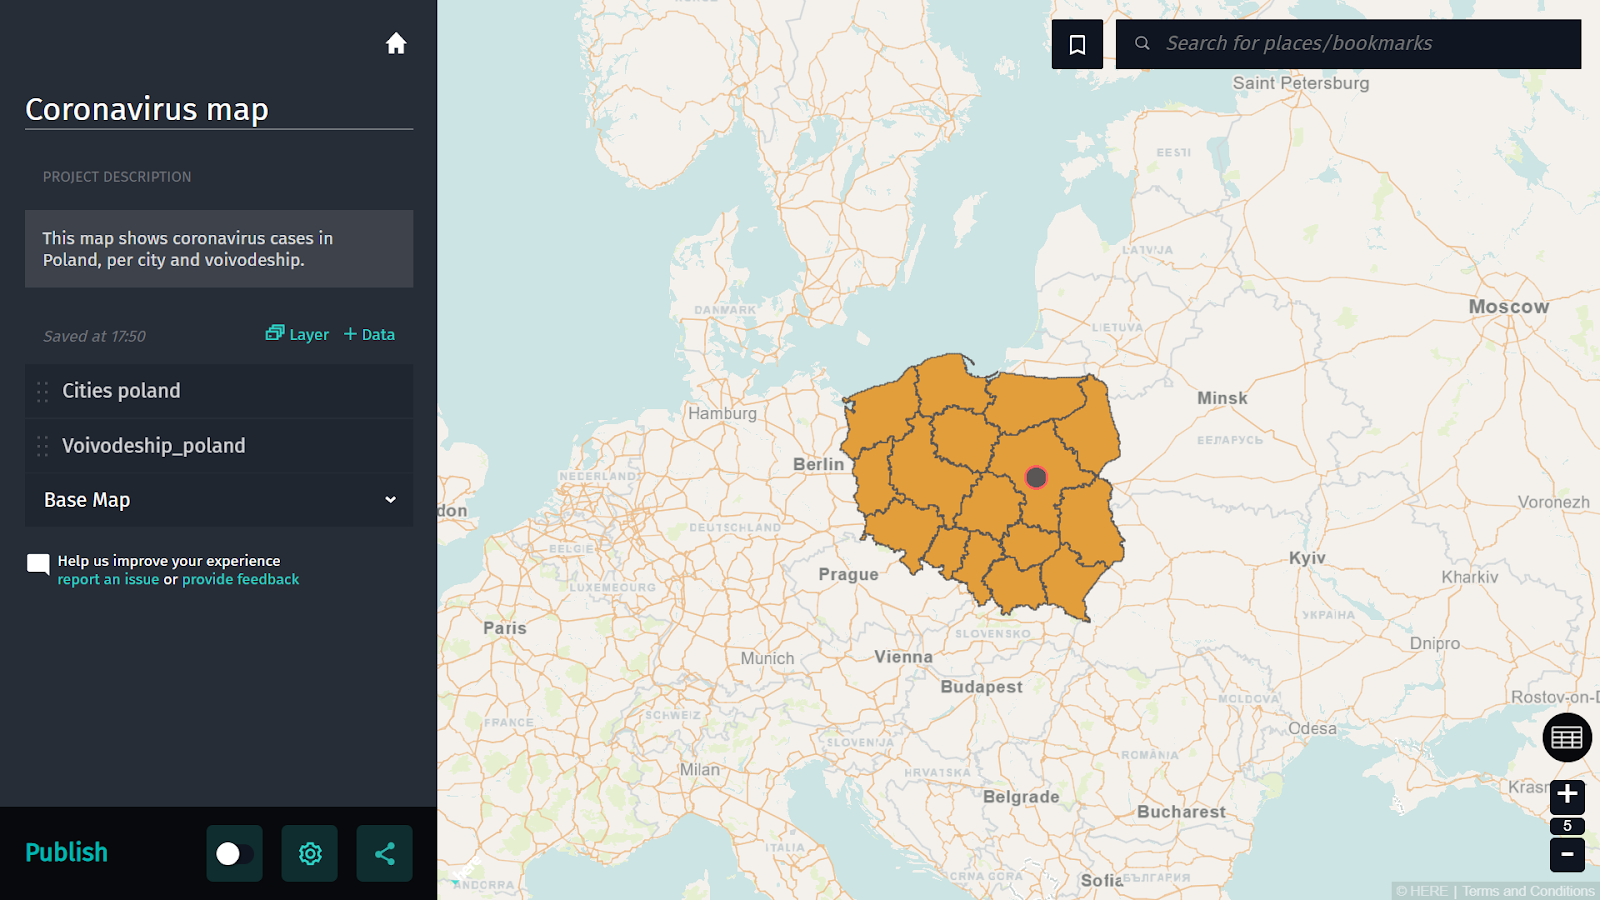 Coronavirus map
PROJECT DESCRIPTION
This map shows coronavirus cases in
Poland, per city and voivodeship.
Saved at 17:50
Layer
+ Data
Cities poland
Voivodeship_poland
Base Map
Help us improve your experience
report an issue or provide feedback
Publish
Search for places/bookmarks
Saint Petersburg
EESTI
LATVIJA
Moscow
DANMARK
LIETUVA
Minsk
Hamburg
БЕЛАРУСЬ
Berlin
NEDERLAND
Voronezh
don
DEUTSCHLAND
BELGIË
Kyiv
Prague
Kharkiv
LUXEMBOURG
УКРАЇНА
Paris
SLOVENSKO
Dnipro
Munich
Vienna
Budapest
MOLDOVA
Rostov-on-D
FRANCE
SCHWEIZ
Odesa
SLOVENIJA
ROMÂNIA
Milan
HRVATSKA
Krasn
Belgrade
Bucharest
+
5
-
ITALIA
CRNA GORA
Sofia
БЪЛГАРИЯ
ANDORRA
© HERE | Terms and Conditions